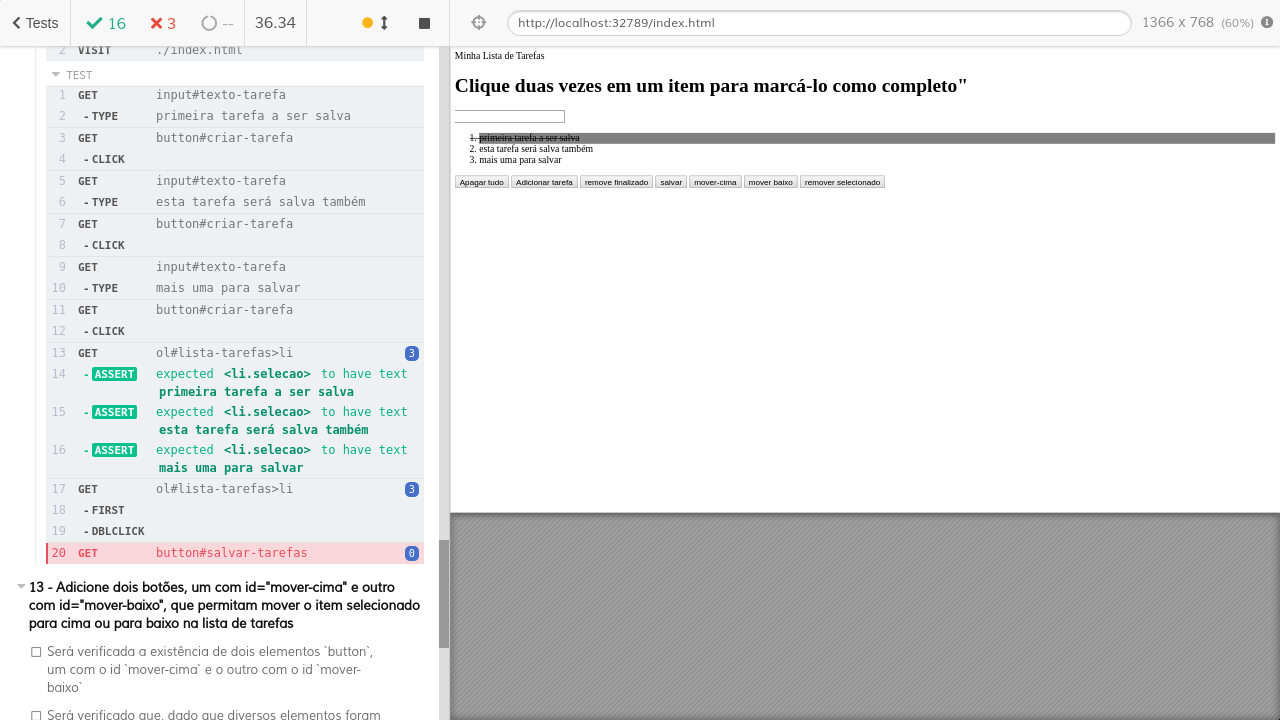 Tests 16 3 -- 36.34
http://localhost:32789/index.html 1366 x 768 (60%)
2 VISIT ./index.html
TEST
1 GET input#texto-tarefa
2 - TYPE primeira tarefa a ser salva
3 GET button#criar-tarefa
4 - CLICK
5 GET input#texto-tarefa
6 - TYPE esta tarefa será salva também
7 GET button#criar-tarefa
8 - CLICK
9 GET input#texto-tarefa
10 - TYPE mais uma para salvar
11 GET button#criar-tarefa
12 - CLICK
13 GET ol#lista-tarefas>li 3
14 - ASSERT expected <li.selecao> to have text
primeira tarefa a ser salva
15 - ASSERT expected <li.selecao> to have text
esta tarefa será salva também
16 - ASSERT expected <li.selecao> to have text
mais uma para salvar
17 GET ol#lista-tarefas>li 3
18 - FIRST
19 - DBLCLICK
20 GET button#salvar-tarefas 0
13 - Adicione dois botões, um com id="mover-cima" e outro
com id="mover-baixo", que permitam mover o item selecionado
para cima ou para baixo na lista de tarefas
Será verificada a existência de dois elementos `button`,
um com o id `mover-cima` e o outro com o id `mover-
baixo`
Será verificado que, dado que diversos elementos foram
Minha Lista de Tarefas
Clique duas vezes em um item para marcá-lo como completo"
1. primeira tarefa a ser salva
2. esta tarefa será salva também
3. mais uma para salvar
Apagar tudo Adicionar tarefa remove finalizado salvar mover-cima mover baixo remover selecionado